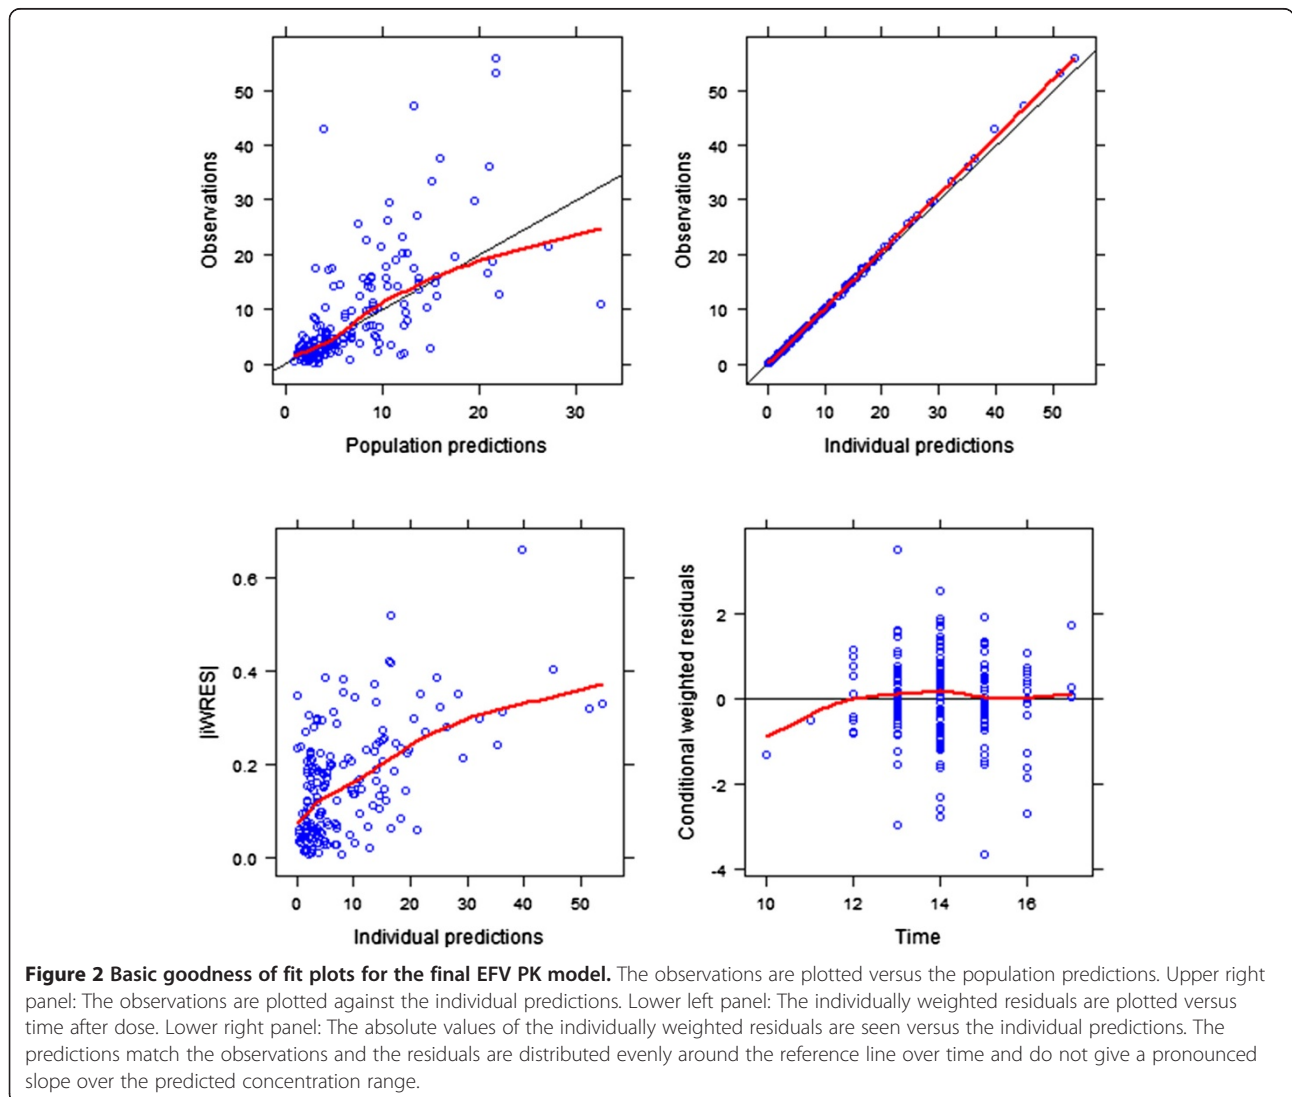 Observations
50
40
30
20
10
0
0 10 20 30
Population predictions
Observations
50
40
30
20
10
0
0 10 20 30 40 50
Individual predictions
|iWRES|
0.6
0.4
0.2
0.0
0 10 20 30 40 50
Individual predictions
Conditional weighted residuals
2
0
-2
-4
10 12 14 16
Time
Figure 2 Basic goodness of fit plots for the final EFV PK model. The observations are plotted versus the population predictions. Upper right
panel: The observations are plotted against the individual predictions. Lower left panel: The individually weighted residuals are plotted versus
time after dose. Lower right panel: The absolute values of the individually weighted residuals are seen versus the individual predictions. The
predictions match the observations and the residuals are distributed evenly around the reference line over time and do not give a pronounced
slope over the predicted concentration range.